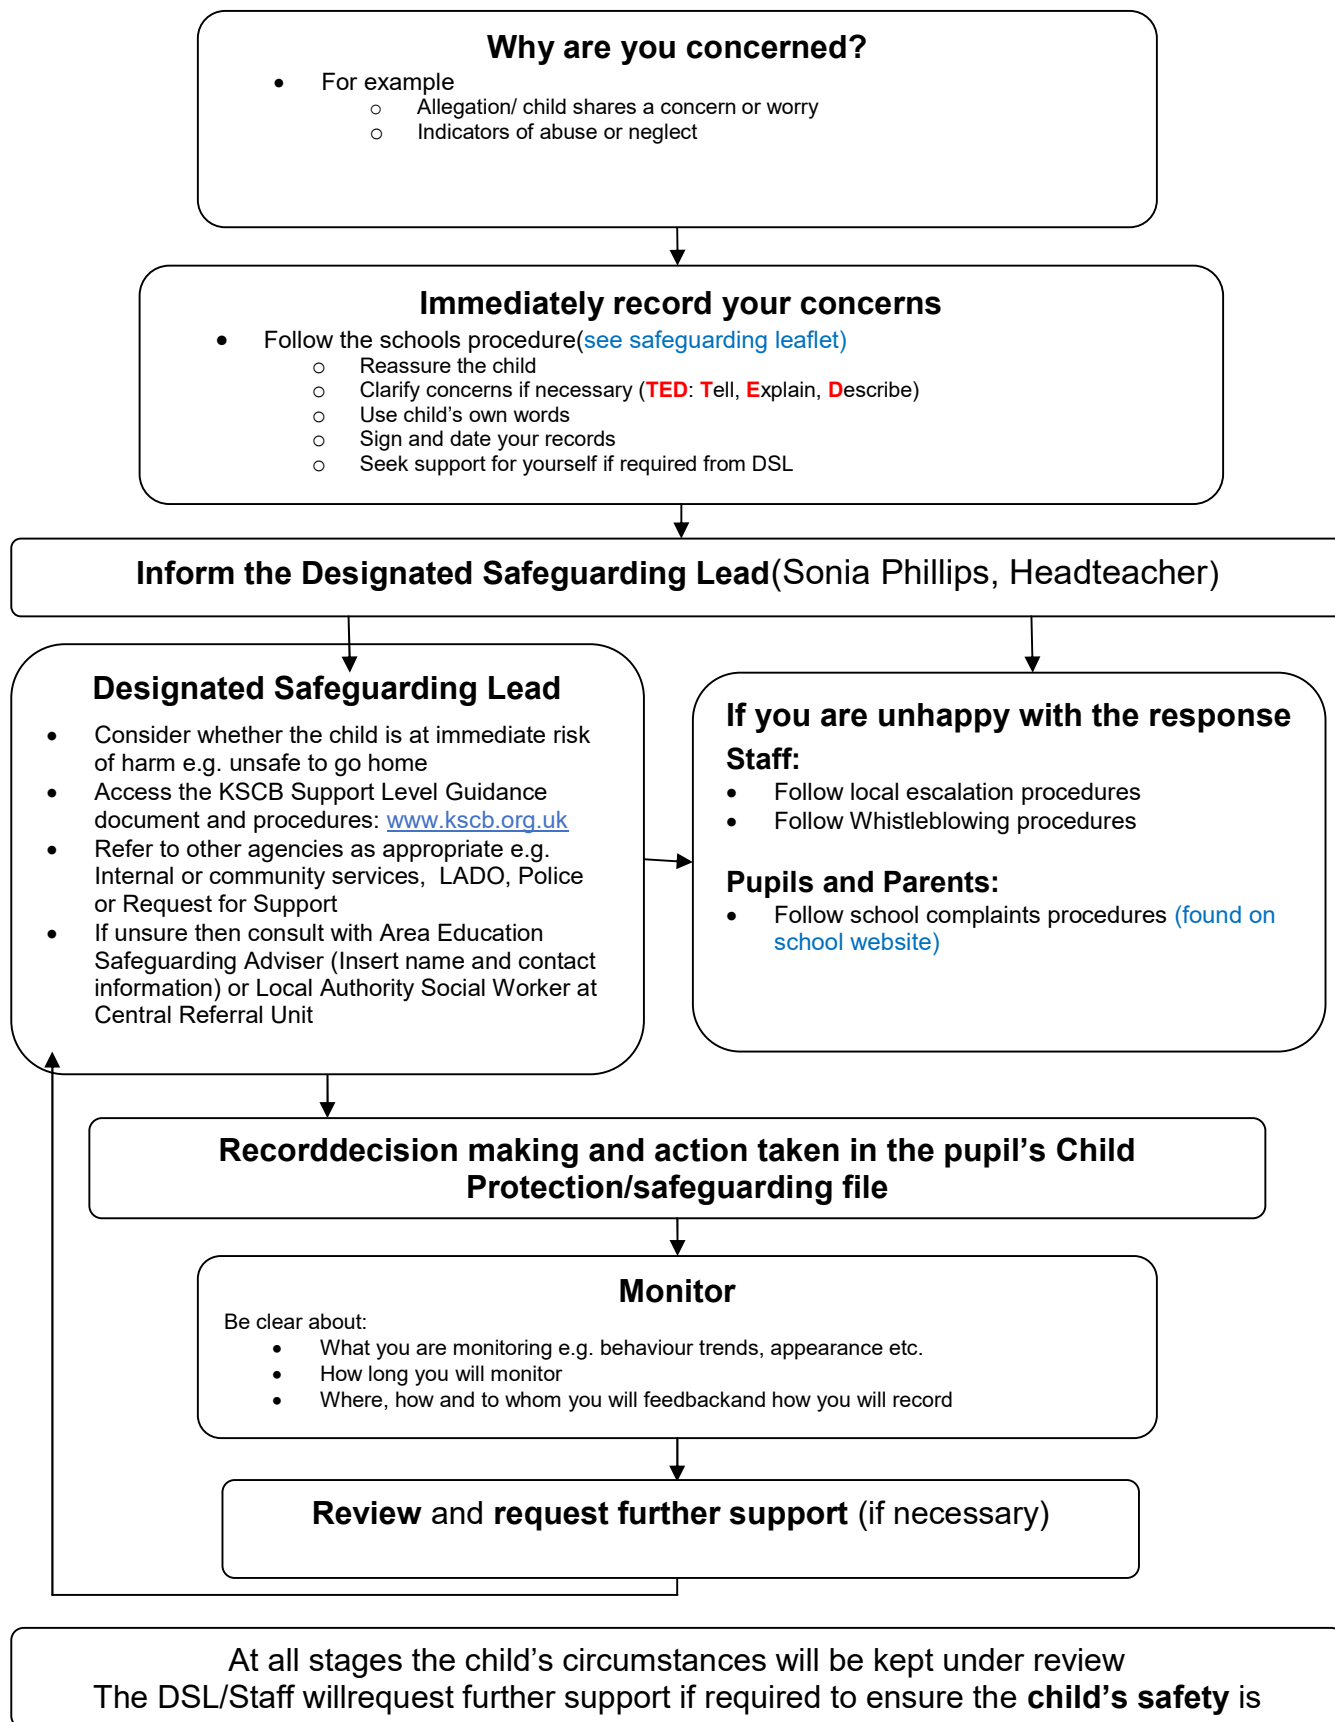 Why are you concerned?
• For example
o Allegation/ child shares a concern or worry
o Indicators of abuse or neglect
Immediately record your concerns
• Follow the schools procedure(see safeguarding leaflet)
o Reassure the child
o Clarify concerns if necessary (TED: Tell, Explain, Describe)
o Use child’s own words
o Sign and date your records
o Seek support for yourself if required from DSL
Inform the Designated Safeguarding Lead(Sonia Phillips, Headteacher)
Designated Safeguarding Lead
• Consider whether the child is at immediate risk
of harm e.g. unsafe to go home
• Access the KSCB Support Level Guidance
document and procedures: www.kscb.org.uk
• Refer to other agencies as appropriate e.g.
Internal or community services, LADO, Police
or Request for Support
• If unsure then consult with Area Education
Safeguarding Adviser (Insert name and contact
information) or Local Authority Social Worker at
Central Referral Unit
If you are unhappy with the response
Staff:
• Follow local escalation procedures
• Follow Whistleblowing procedures
Pupils and Parents:
• Follow school complaints procedures (found on
school website)
Recorddecision making and action taken in the pupil’s Child
Protection/safeguarding file
Monitor
Be clear about:
• What you are monitoring e.g. behaviour trends, appearance etc.
• How long you will monitor
• Where, how and to whom you will feedbackand how you will record
Review and request further support (if necessary)
At all stages the child’s circumstances will be kept under review
The DSL/Staff willrequest further support if required to ensure the child’s safety is